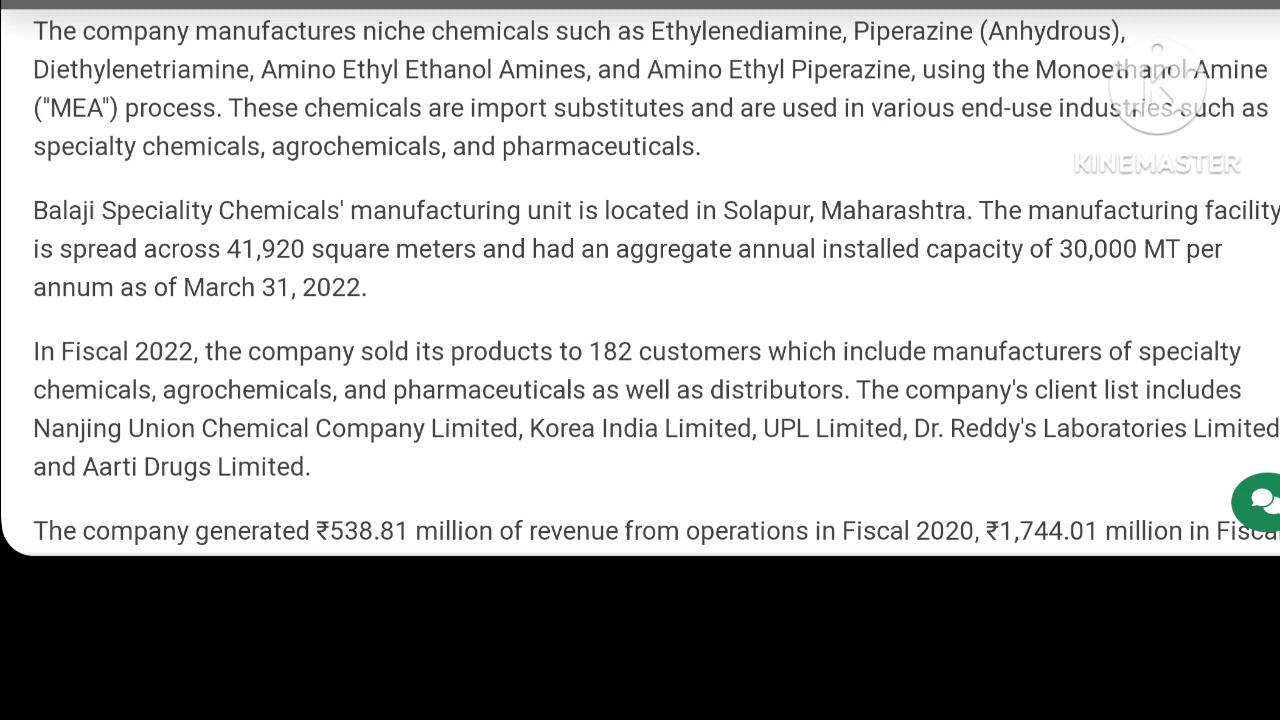 The company manufactures niche chemicals such as Ethylenediamine, Piperazine (Anhydrous),
Diethylenetriamine, Amino Ethyl Ethanol Amines, and Amino Ethyl Piperazine, using the Monoethanol-Amine
("MEA") process. These chemicals are import substitutes and are used in various end-use industries such as
specialty chemicals, agrochemicals, and pharmaceuticals.
KINEMASTER
Balaji Speciality Chemicals' manufacturing unit is located in Solapur, Maharashtra. The manufacturing facility
is spread across 41,920 square meters and had an aggregate annual installed capacity of 30,000 MT per
annum as of March 31, 2022.
In Fiscal 2022, the company sold its products to 182 customers which include manufacturers of specialty
chemicals, agrochemicals, and pharmaceuticals as well as distributors. The company's client list includes
Nanjing Union Chemical Company Limited, Korea India Limited, UPL Limited, Dr. Reddy's Laboratories Limited
and Aarti Drugs Limited.
The company generated ₹538.81 million of revenue from operations in Fiscal 2020, ₹1,744.01 million in Fiscal